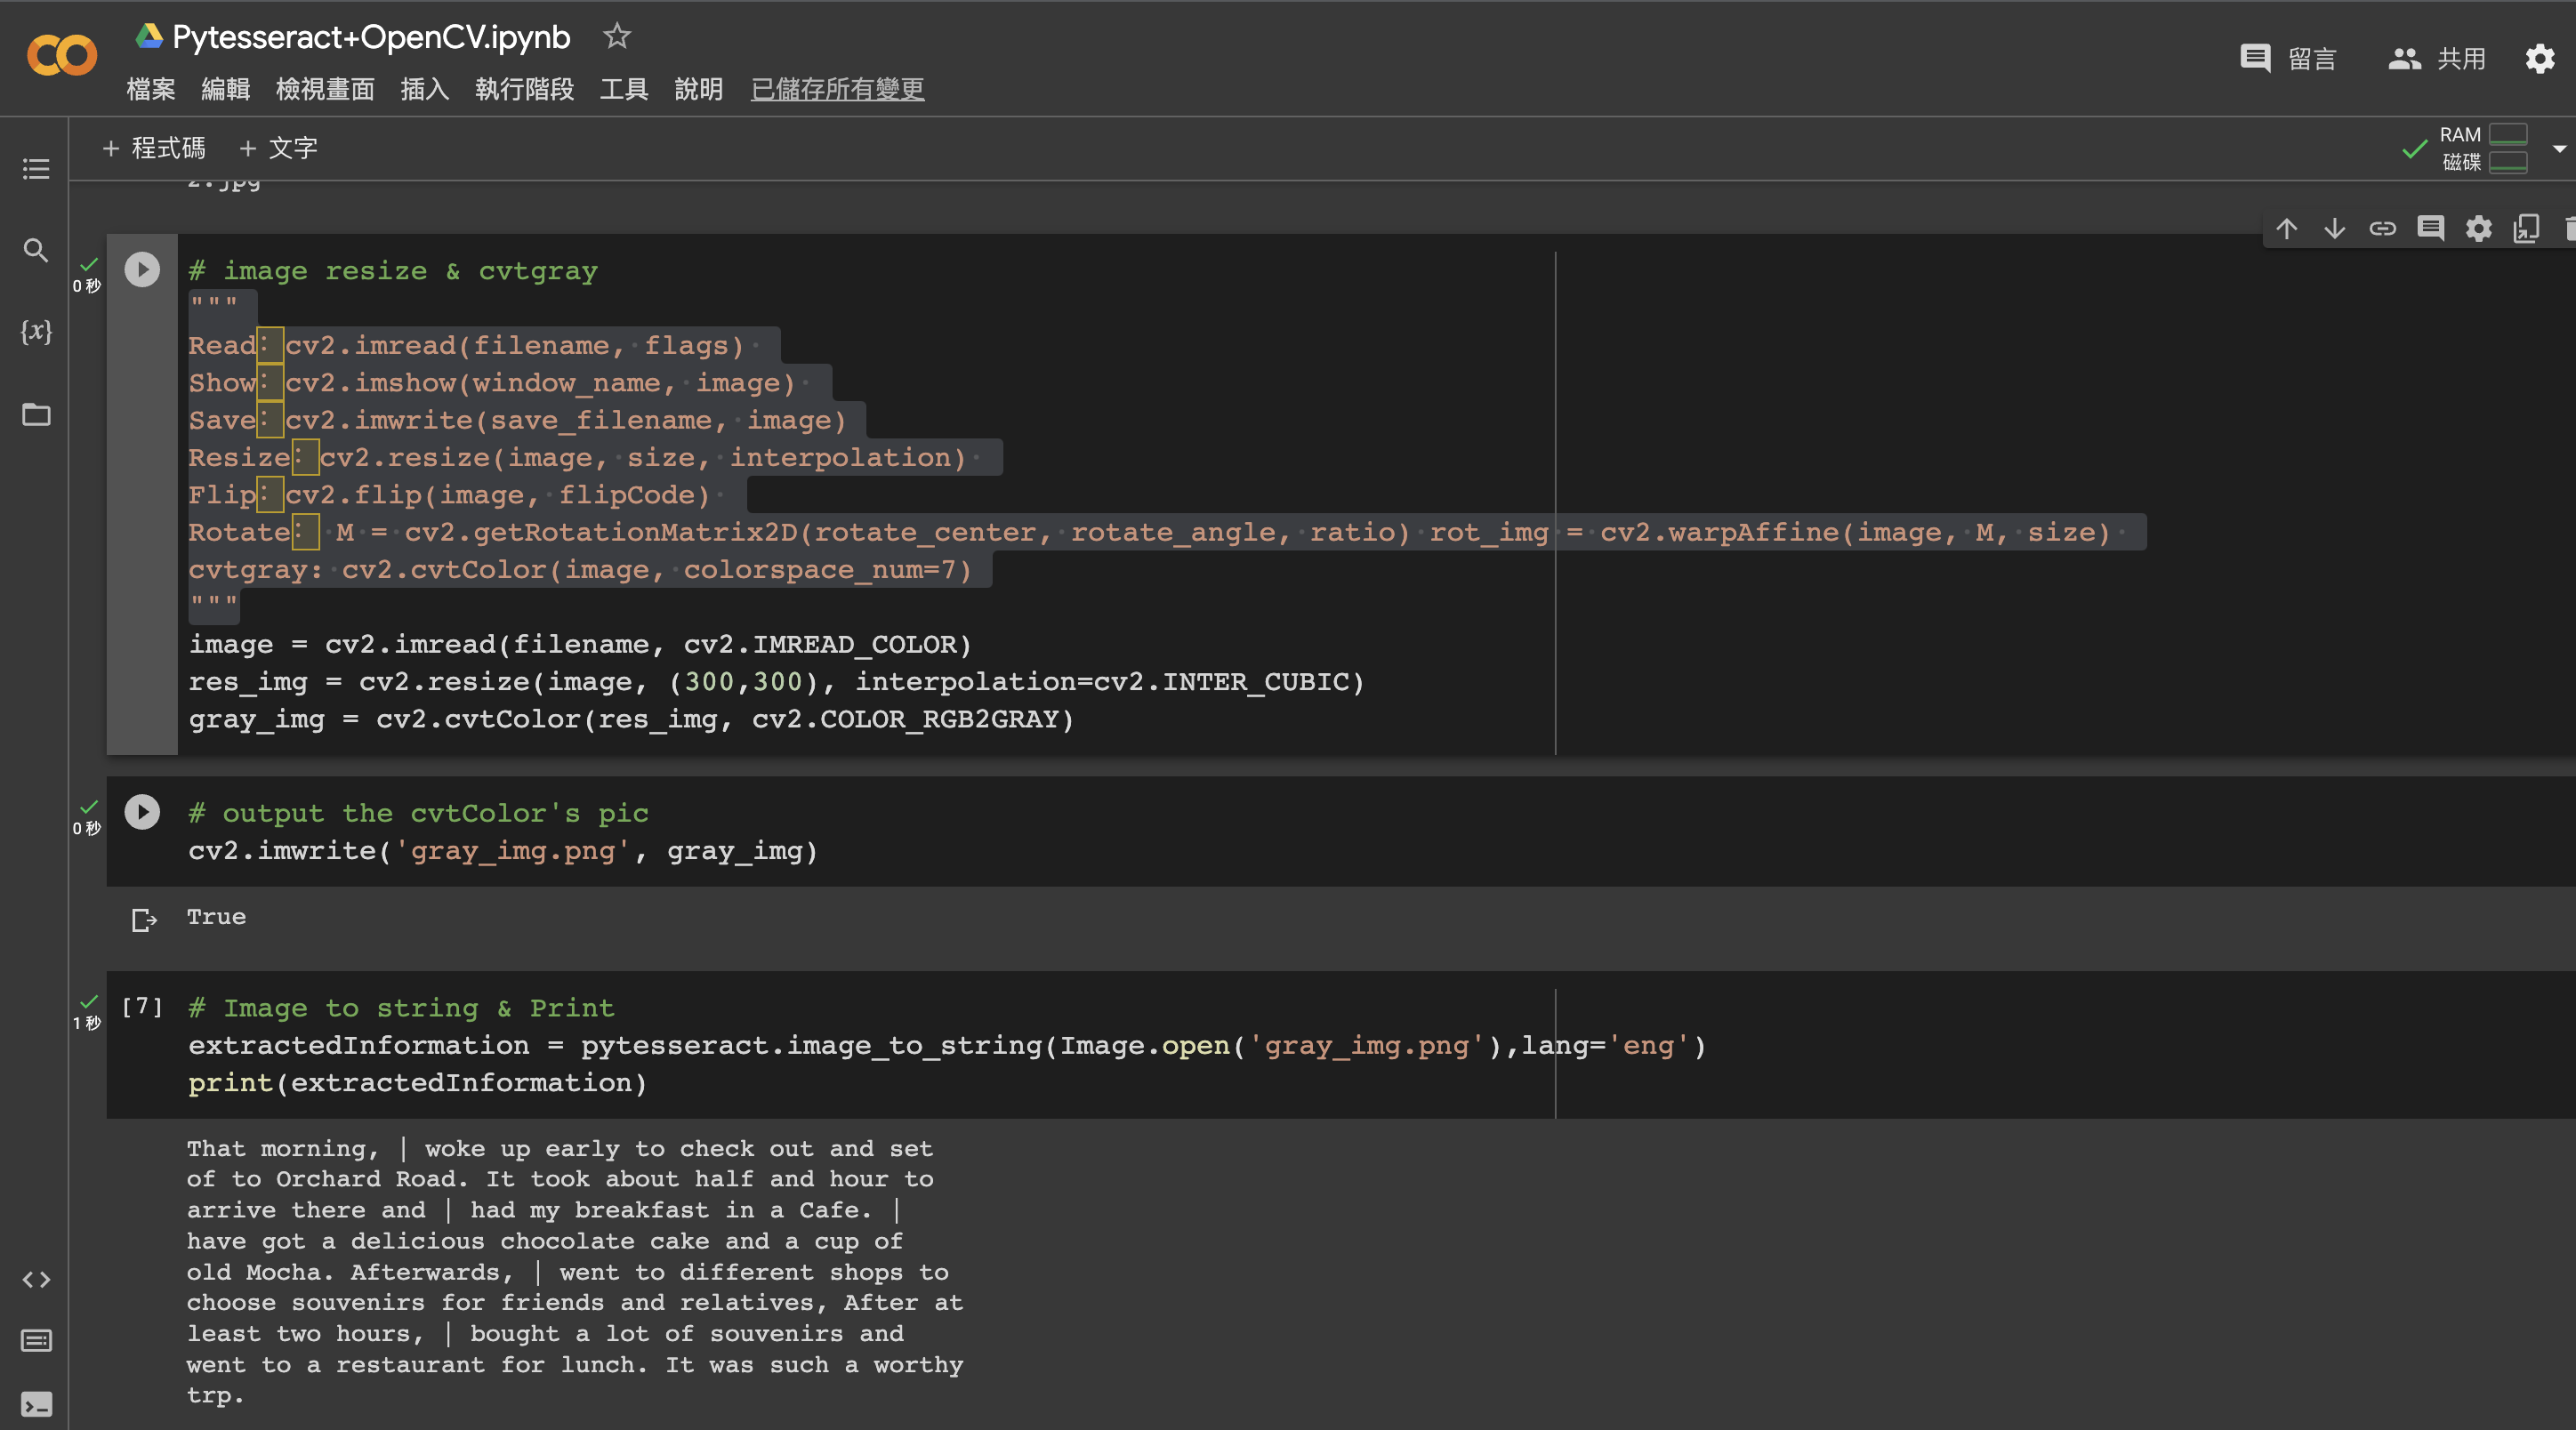 Pytesseract+OpenCV.ipynb
留言 共用
檔案 編輯 檢視畫面 插入 執行階段 工具 說明 已儲存所有變更
+ 程式碼 + 文字
RAM
磁碟
2.jpg
0 秒
# image resize & cvtgray
"""
Read：cv2.imread(filename, flags)
Show：cv2.imshow(window_name, image)
Save：cv2.imwrite(save_filename, image)
Resize：cv2.resize(image, size, interpolation)
Flip：cv2.flip(image, flipCode)
Rotate： M = cv2.getRotationMatrix2D(rotate_center, rotate_angle, ratio) rot_img = cv2.warpAffine(image, M, size)
cvtgray: cv2.cvtColor(image, colorspace_num=7)
"""
image = cv2.imread(filename, cv2.IMREAD_COLOR)
res_img = cv2.resize(image, (300,300), interpolation=cv2.INTER_CUBIC)
gray_img = cv2.cvtColor(res_img, cv2.COLOR_RGB2GRAY)
0 秒
# output the cvtColor's pic
cv2.imwrite('gray_img.png', gray_img)
True
1 秒
[7] # Image to string & Print
extractedInformation = pytesseract.image_to_string(Image.open('gray_img.png'),lang='eng')
print(extractedInformation)
That morning, | woke up early to check out and set
of to Orchard Road. It took about half and hour to
arrive there and | had my breakfast in a Cafe. |
have got a delicious chocolate cake and a cup of
old Mocha. Afterwards, | went to different shops to
choose souvenirs for friends and relatives, After at
least two hours, | bought a lot of souvenirs and
went to a restaurant for lunch. It was such a worthy
trp.